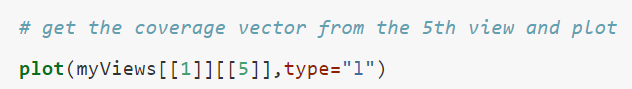 # get the coverage vector from the 5th view and plot
plot(myViews[[1]][[5]],type="l")